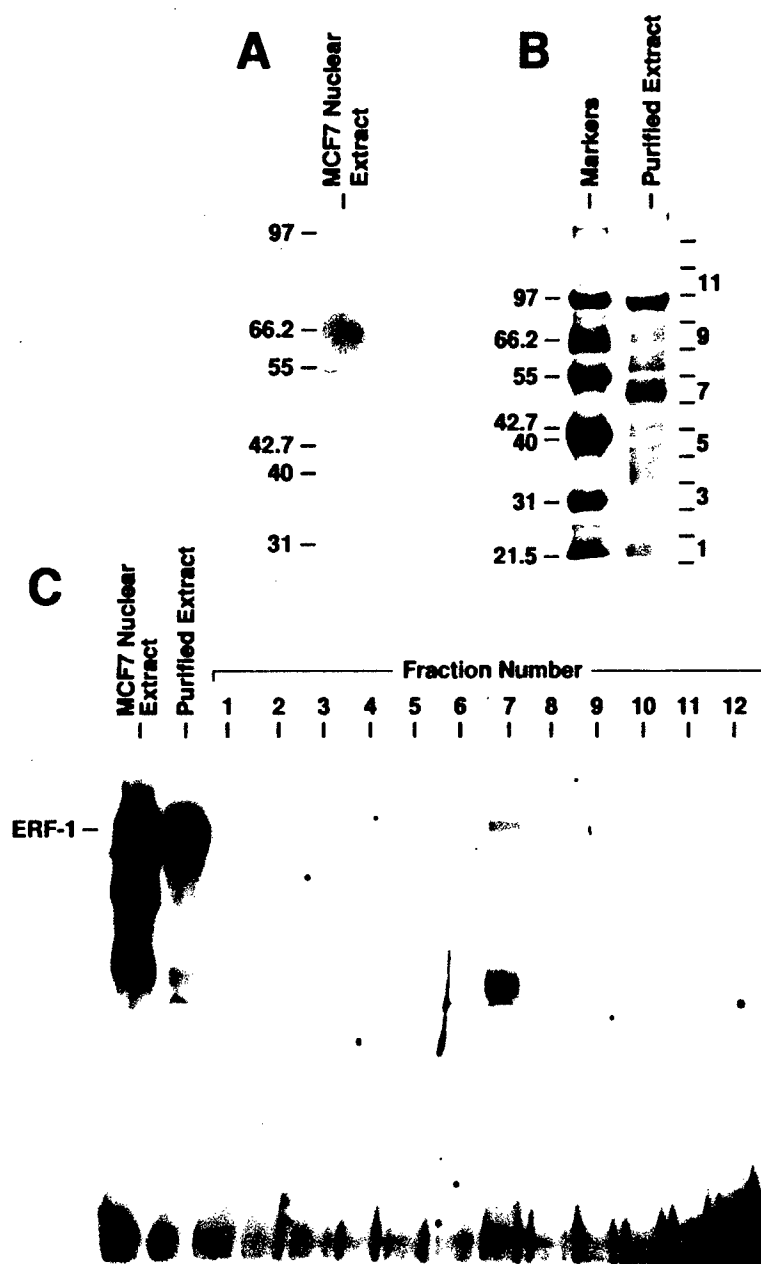 A
MCF7 Nuclear
Extract
97
66.2
55
42.7
40
31
B
Markers
Purified Extract
97
66.2
55
42.7
40
31
21.5
11
9
7
5
3
1
C
MCF7 Nuclear
Extract
Purified Extract
Fraction Number
1 2 3 4 5 6 7 8 9 10 11 12
ERF-1